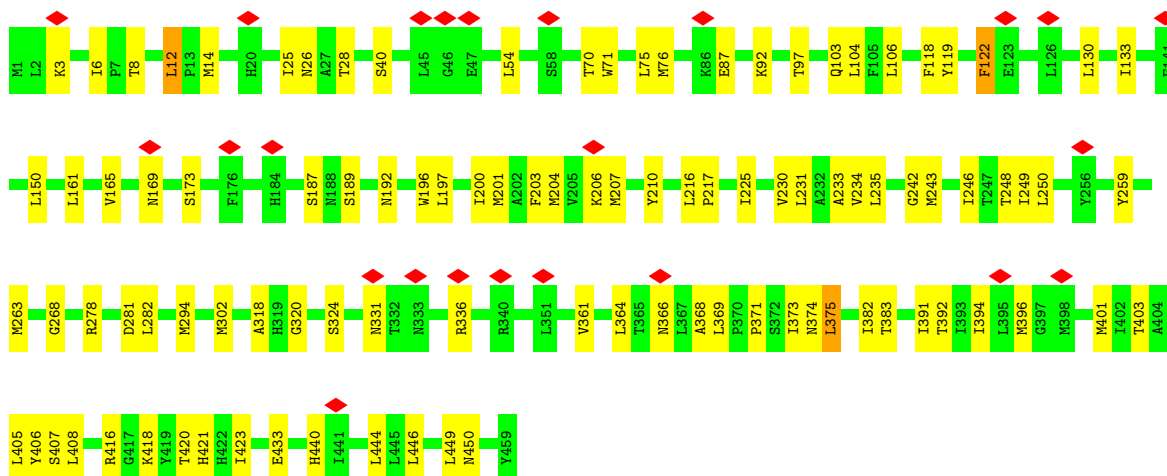 M1 L2 K3 I6 P7 T8 L12 P13 M14 H20 I25 N26 A27 T28 S40 L45 G46 E47 L54 S58 T70 W71 L75 M76 K86 E87 K92 T97 Q103 L104 F105 L106 F118 Y119 F122 E123 L126 L130 I133
L150 L161 V165 N169 S173 F176 H184 S187 N188 S189 N192 W196 L197 I200 M201 A202 F203 M204 V205 K206 M207 Y210 L216 P217 I225 V230 L231 A232 A233 V234 L235 G242 M243 I246 T247 T248 I249 L250 Y256 Y259
M263 G268 R278 D281 L282 M294 M302 A318 H319 G320 S324 N331 T332 N333 R336 R340 L351 V361 L364 T365 N366 L367 A368 L369 P370 P371 S372 I373 N374 L375 I382 T383 I391 T392 I393 I394 L395 M396 G397 M398 M401 I402 T403 A404
L405 Y406 S407 L408 R416 G417 K418 Y419 T420 H421 H422 I423 E433 H440 I441 L444 L445 L446 L449 N450 Y459